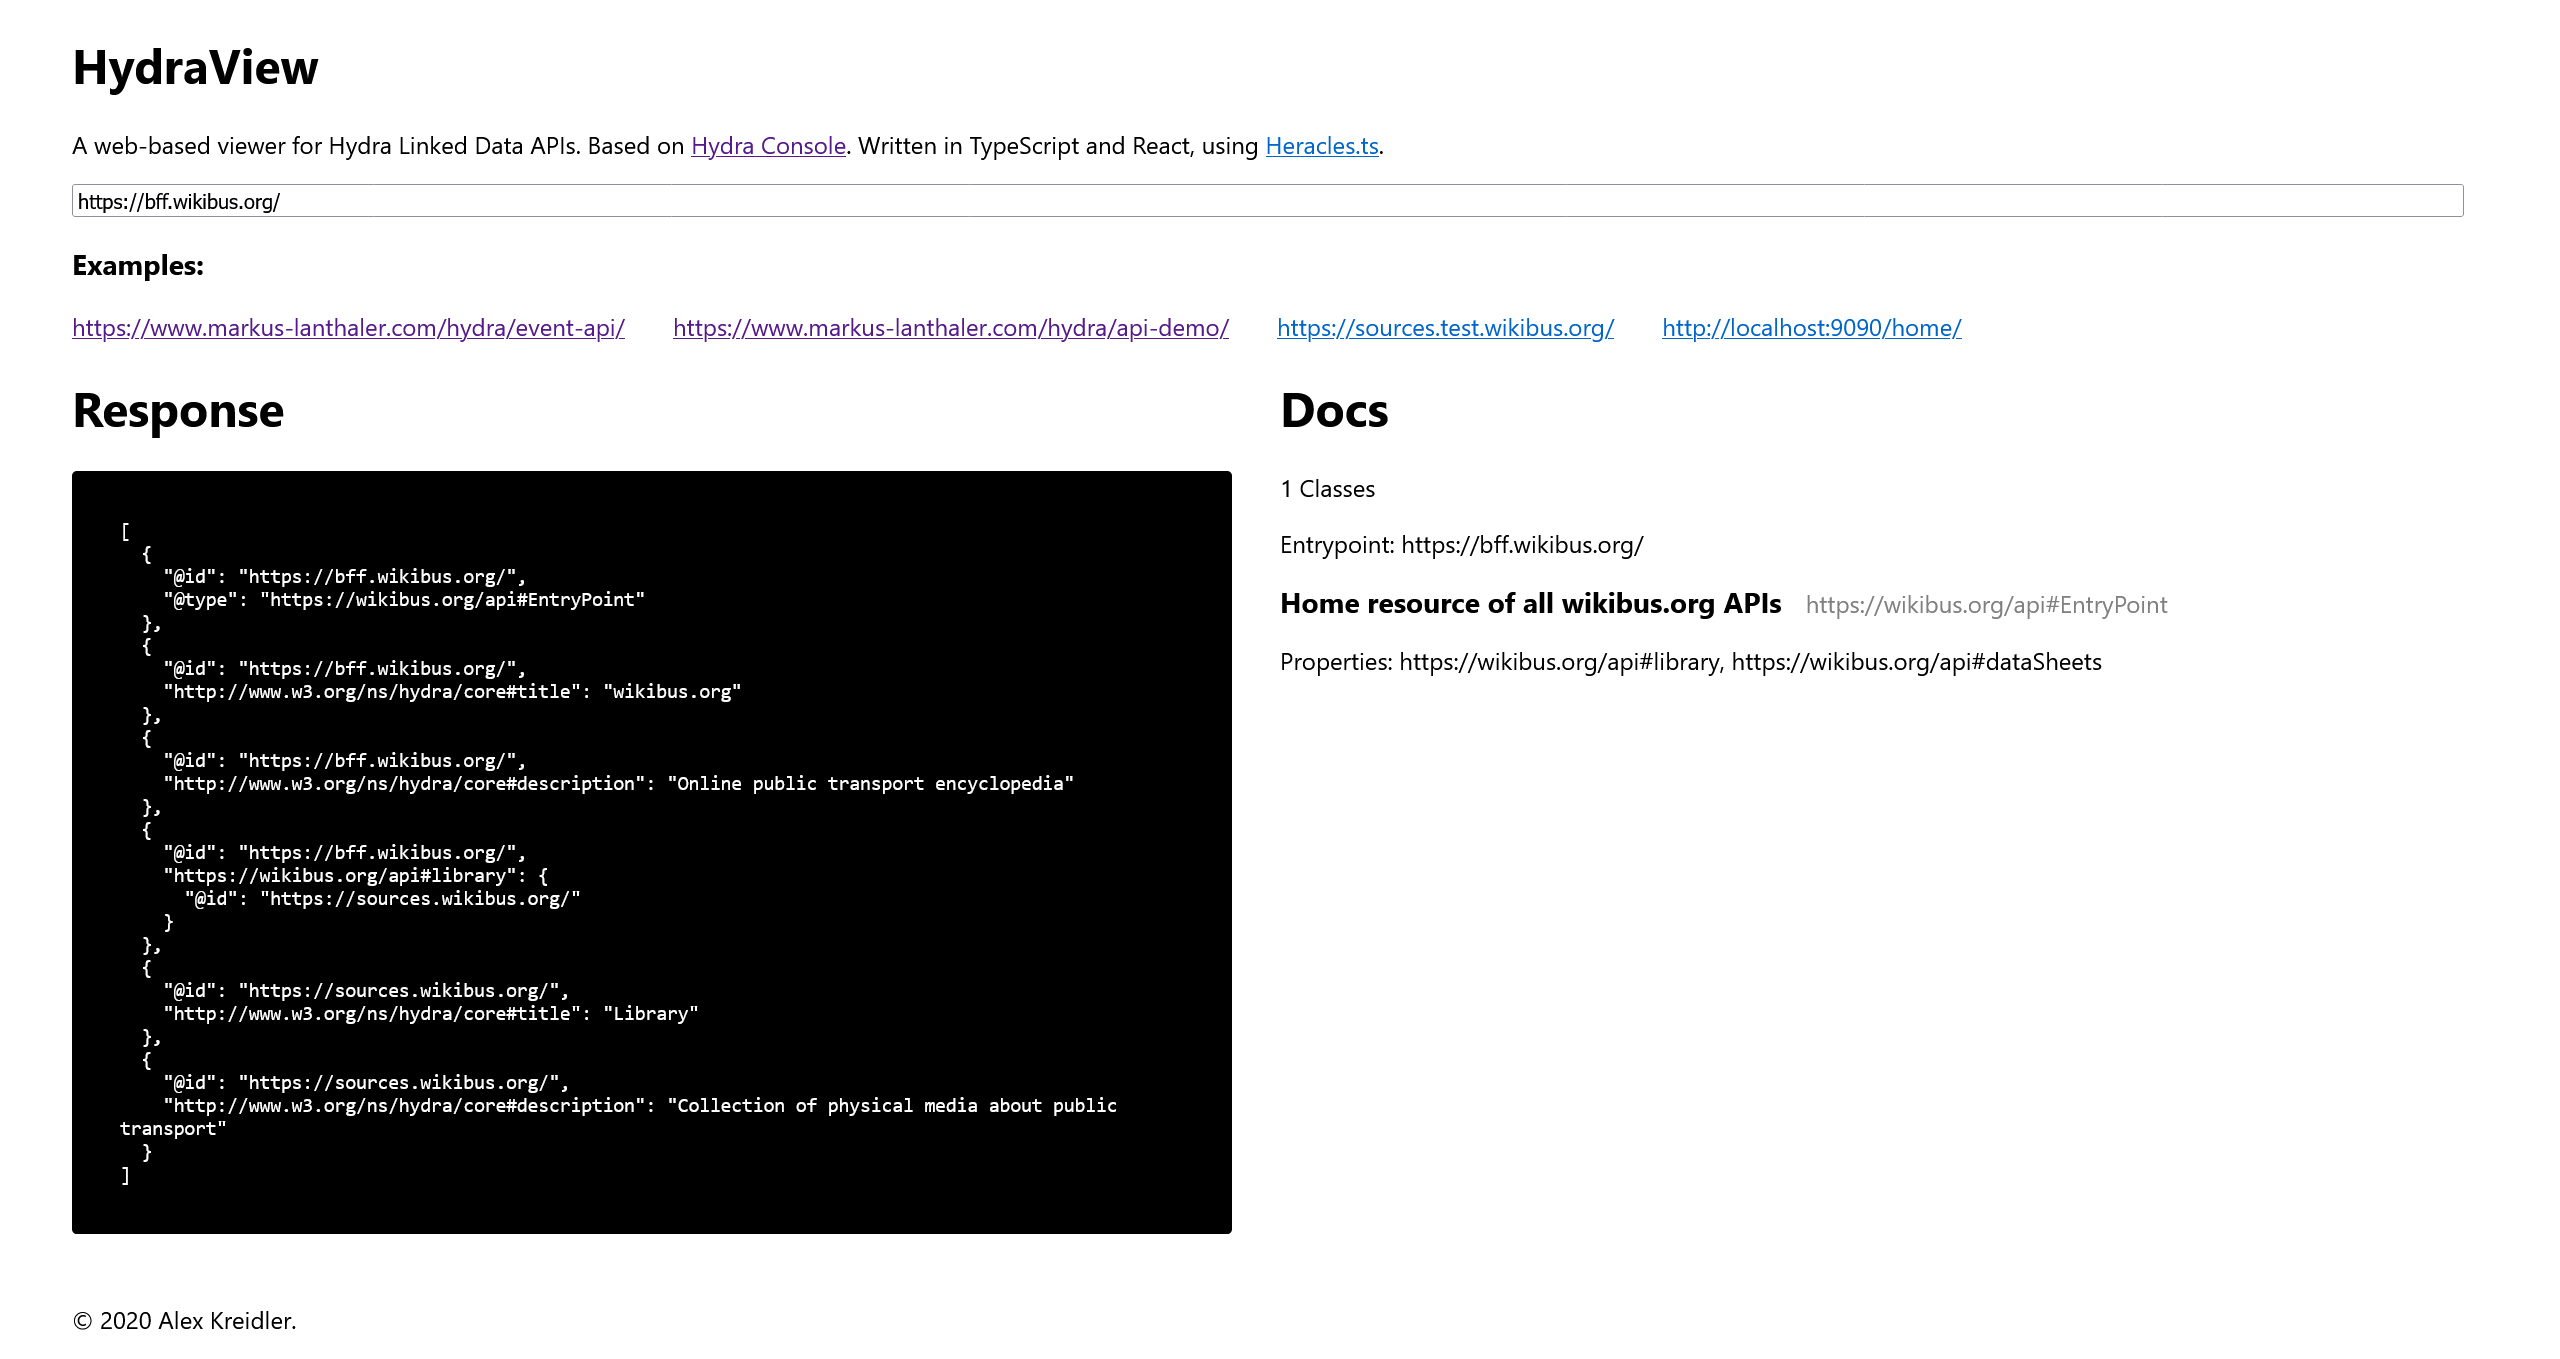 HydraView
A web-based viewer for Hydra Linked Data APIs. Based on Hydra Console. Written in TypeScript and React, using Heracles.ts.
https://bff.wikibus.org/
Examples:
https://www.markus-lanthaler.com/hydra/event-api/ https://www.markus-lanthaler.com/hydra/api-demo/ https://sources.test.wikibus.org/ http://localhost:9090/home/
Response
[
  {
    "@id": "https://bff.wikibus.org/",
    "@type": "https://wikibus.org/api#EntryPoint"
  },
  {
    "@id": "https://bff.wikibus.org/",
    "http://www.w3.org/ns/hydra/core#title": "wikibus.org"
  },
  {
    "@id": "https://bff.wikibus.org/",
    "http://www.w3.org/ns/hydra/core#description": "Online public transport encyclopedia"
  },
  {
    "@id": "https://bff.wikibus.org/",
    "https://wikibus.org/api#library": {
      "@id": "https://sources.wikibus.org/"
    }
  },
  {
    "@id": "https://sources.wikibus.org/",
    "http://www.w3.org/ns/hydra/core#title": "Library"
  },
  {
    "@id": "https://sources.wikibus.org/",
    "http://www.w3.org/ns/hydra/core#description": "Collection of physical media about public
transport"
  }
]
Docs
1 Classes
Entrypoint: https://bff.wikibus.org/
Home resource of all wikibus.org APIs https://wikibus.org/api#EntryPoint
Properties: https://wikibus.org/api#library, https://wikibus.org/api#dataSheets
© 2020 Alex Kreidler.